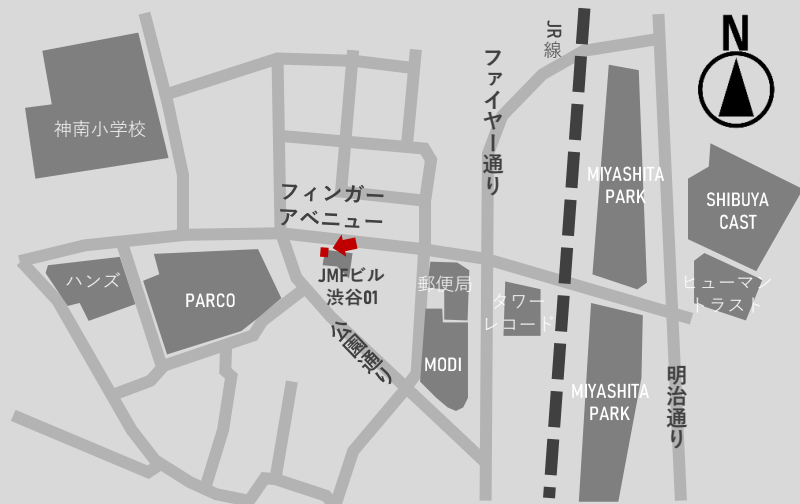 N
JR線
ファイヤー通り
神南小学校
MIYASHITA
PARK
SHIBUYA
CAST
フィンガー
アベニュー
ハンズ
PARCO
JMFビル
渋谷01
郵便局
タワー
レコード
ヒューマン
トラスト
公園通り
MODI
MIYASHITA
PARK
明治通り